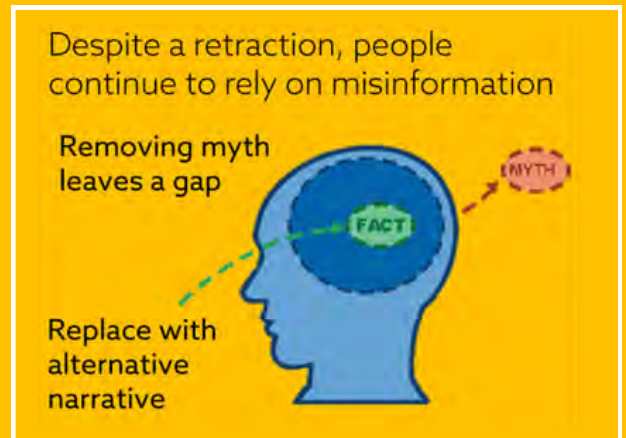 Despite a retraction, people
continue to rely on misinformation
Removing myth
leaves a gap
MYTH
FACT
Replace with
alternative
narrative